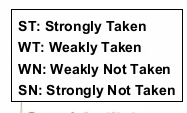 ST: Strongly Taken
WT: Weakly Taken
WN: Weakly Not Taken
SN: Strongly Not Taken